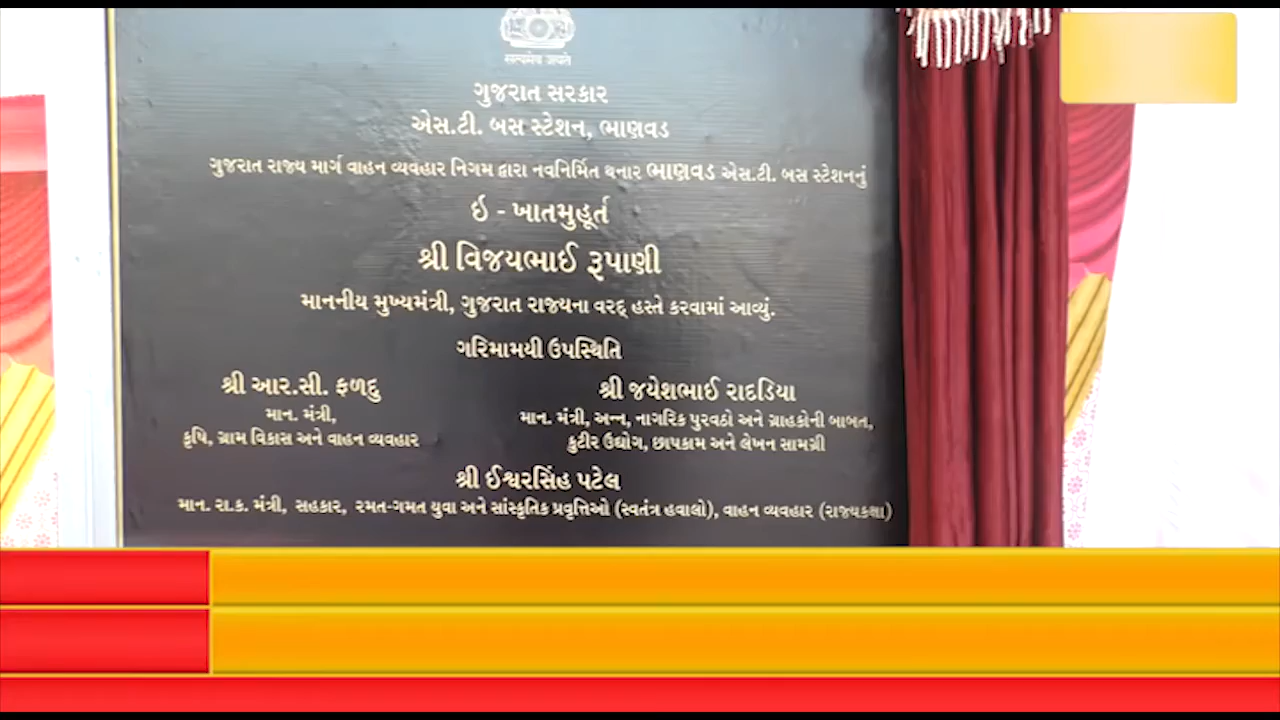 सत्यमेव जयते
ગુજરાત સરકાર
એસ.ટી. બસ સ્ટેશન, ભાણવડ
ગુજરાત રાજ્ય માર્ગ વાહન વ્યવહાર નિગમ દ્વારા નવનિર્મિત થનાર ભાણવડ એસ.ટી. બસ સ્ટેશનનું
ઇ - ખાતમુહૂર્ત
શ્રી વિજયભાઈ રૂપાણી
માનનીય મુખ્યમંત્રી, ગુજરાત રાજ્યના વરદ્ હસ્તે કરવામાં આવ્યું.
ગરિમામયી ઉપસ્થિતિ
શ્રી આર.સી. ફળદુ
માન. મંત્રી,
કૃષિ, ગ્રામ વિકાસ અને વાહન વ્યવહાર
શ્રી જયેશભાઈ રાદડિયા
માન. મંત્રી, અન્ન, નાગરિક પુરવઠો અને ગ્રાહકોની બાબત,
કુટીર ઉદ્યોગ, છાપકામ અને લેખન સામગ્રી
શ્રી ઈશ્વરસિંહ પટેલ
માન. રા.ક. મંત્રી, સહકાર, રમત-ગમત યુવા અને સાંસ્કૃતિક પ્રવૃત્તિઓ (સ્વતંત્ર હવાલો), વાહન વ્યવહાર (રાજ્યકક્ષા)